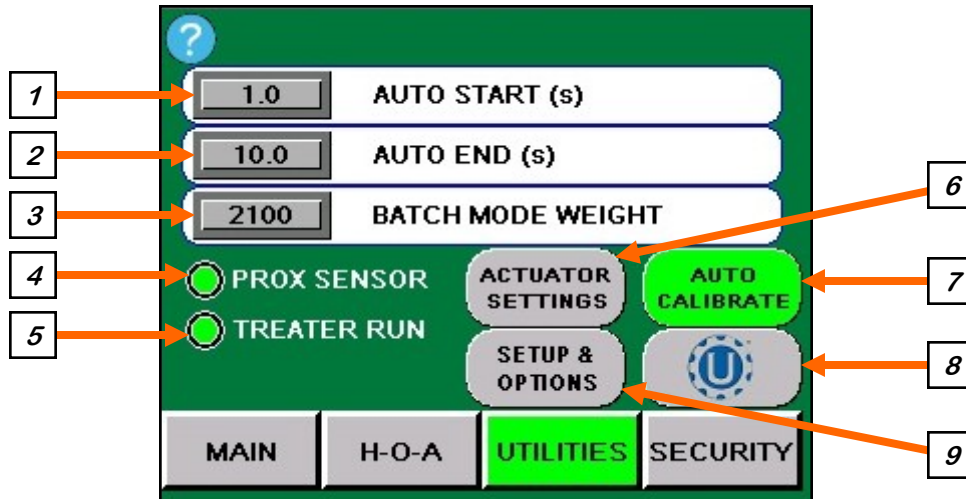 ?
1
1.0 AUTO START (s)
2
10.0 AUTO END (s)
3
2100 BATCH MODE WEIGHT
6
4
PROX SENSOR
ACTUATOR
SETTINGS
AUTO
CALIBRATE
7
5
TREATER RUN
SETUP &
OPTIONS
U
8
MAIN
H-O-A
UTILITIES
SECURITY
9